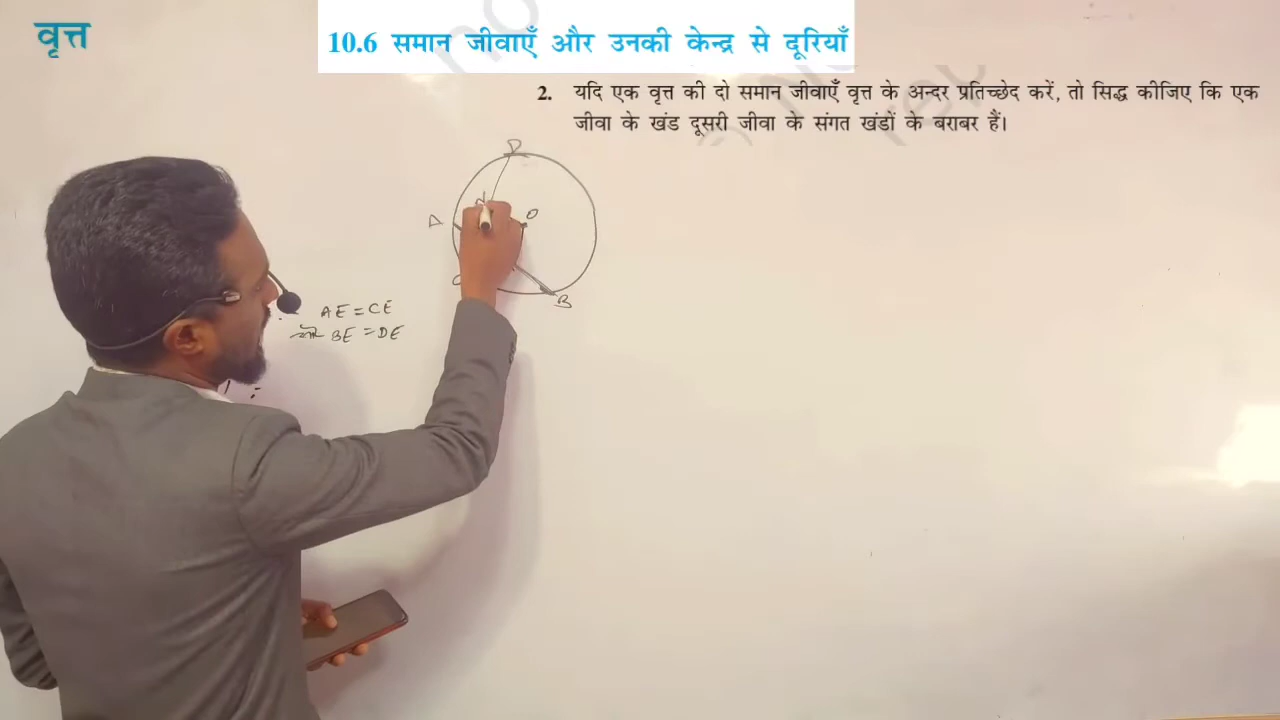 वृत्त
10.6 समान जीवाएँ और उनकी केन्द्र से दूरियाँ
2. यदि एक वृत्त की दो समान जीवाएँ वृत्त के अन्दर प्रतिच्छेद करें, तो सिद्ध कीजिए कि एक
जीवा के खंड दूसरी जीवा के संगत खंडों के बराबर हैं।
D
O
A
C
B
AE = CE
BE = DE